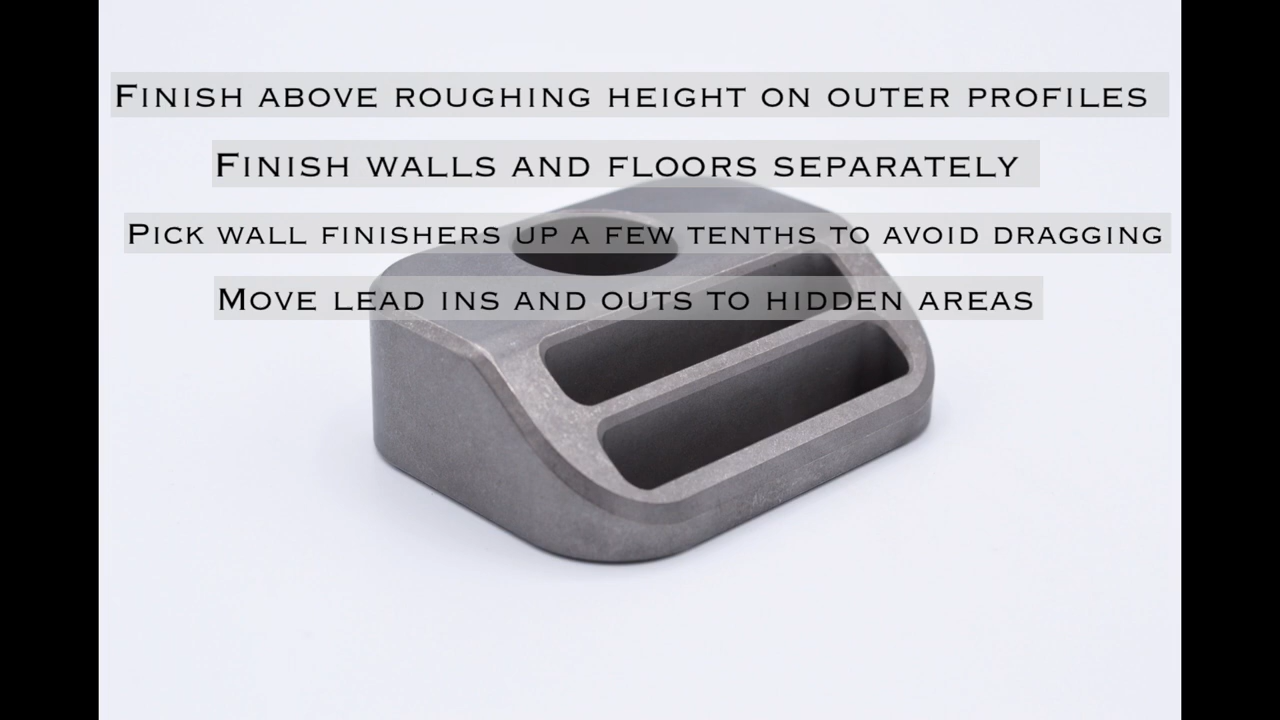 Finish above roughing height on outer profiles
Finish walls and floors separately
Pick wall finishers up a few tenths to avoid dragging
Move lead ins and outs to hidden areas